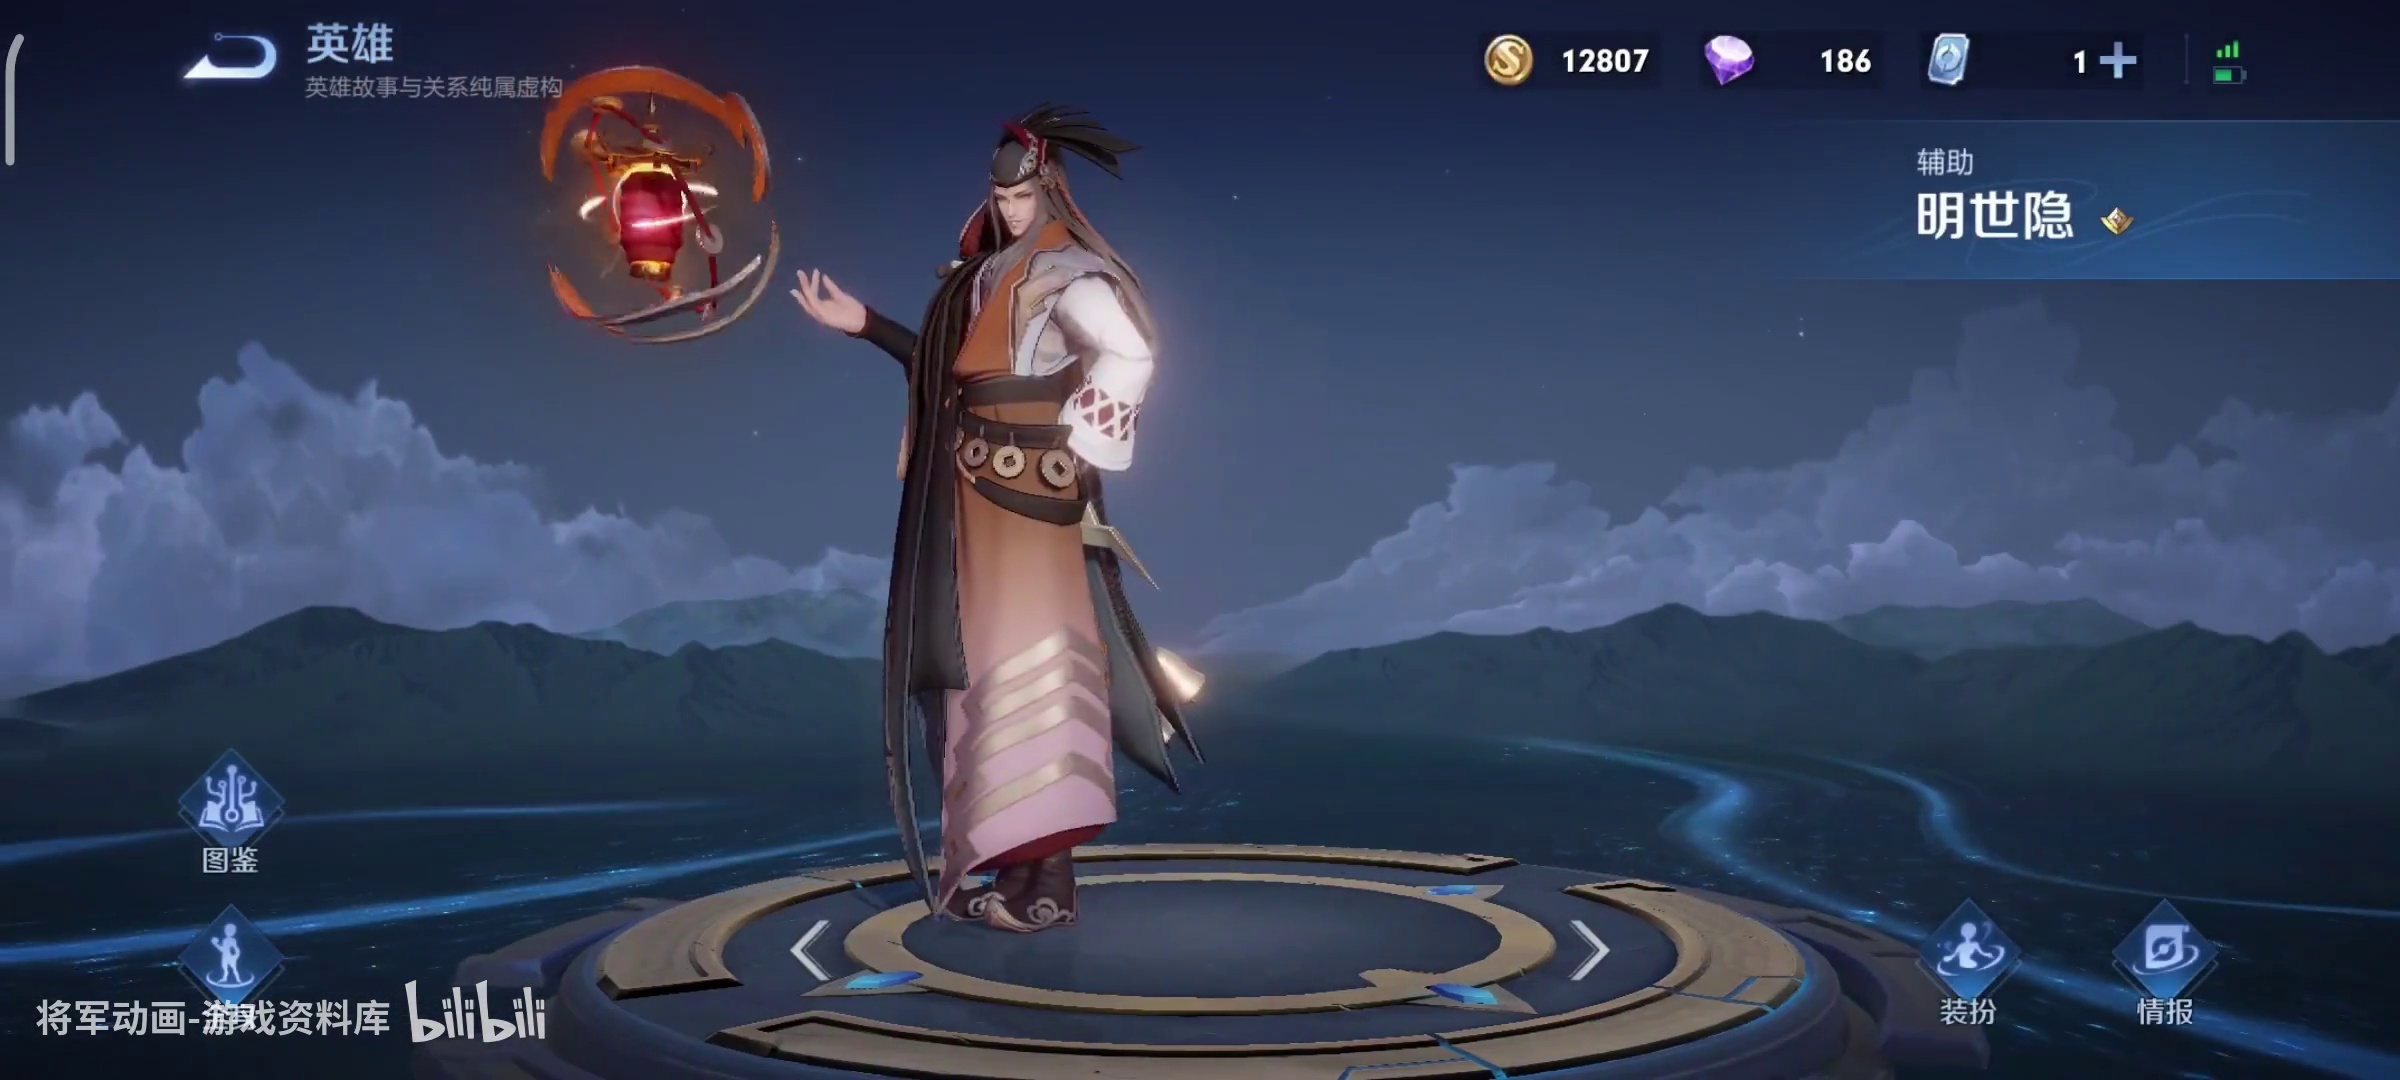 英雄
英雄故事与关系纯属虚构
12807
186
1
辅助
明世隐
图鉴
装扮
情报
将军动画-游戏资料库 bilibili